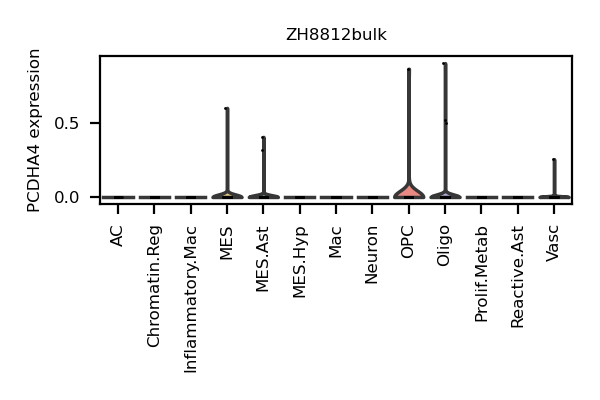 ZH8812bulk
PCDHA4 expression
0.5
0.0
AC
Chromatin.Reg
Inflammatory.Mac
MES
MES.Ast
MES.Hyp
Mac
Neuron
OPC
Oligo
Prolif.Metab
Reactive.Ast
Vasc